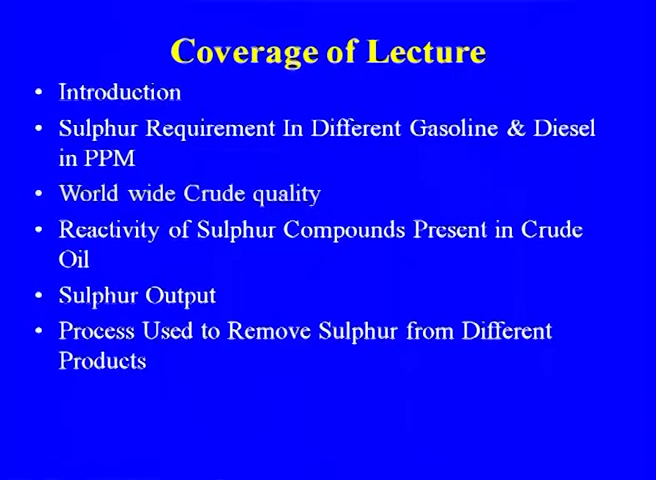 Coverage of Lecture
• Introduction
• Sulphur Requirement In Different Gasoline & Diesel
in PPM
• World wide Crude quality
• Reactivity of Sulphur Compounds Present in Crude
Oil
• Sulphur Output
• Process Used to Remove Sulphur from Different
Products